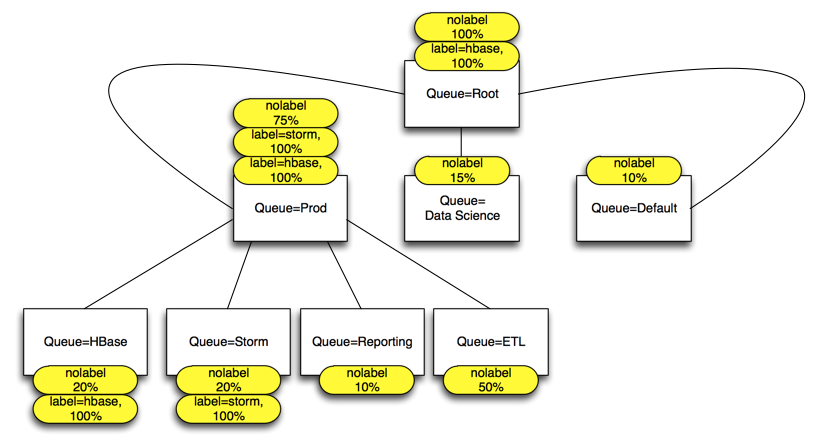 nolabel
100%
label=hbase,
100%
Queue=Root
nolabel
75%
label=storm,
100%
label=hbase,
100%
Queue=Prod
nolabel
15%
Queue=
Data Science
nolabel
10%
Queue=Default
Queue=HBase
nolabel
20%
label=hbase,
100%
Queue=Storm
nolabel
20%
label=storm,
100%
Queue=Reporting
nolabel
10%
Queue=ETL
nolabel
50%